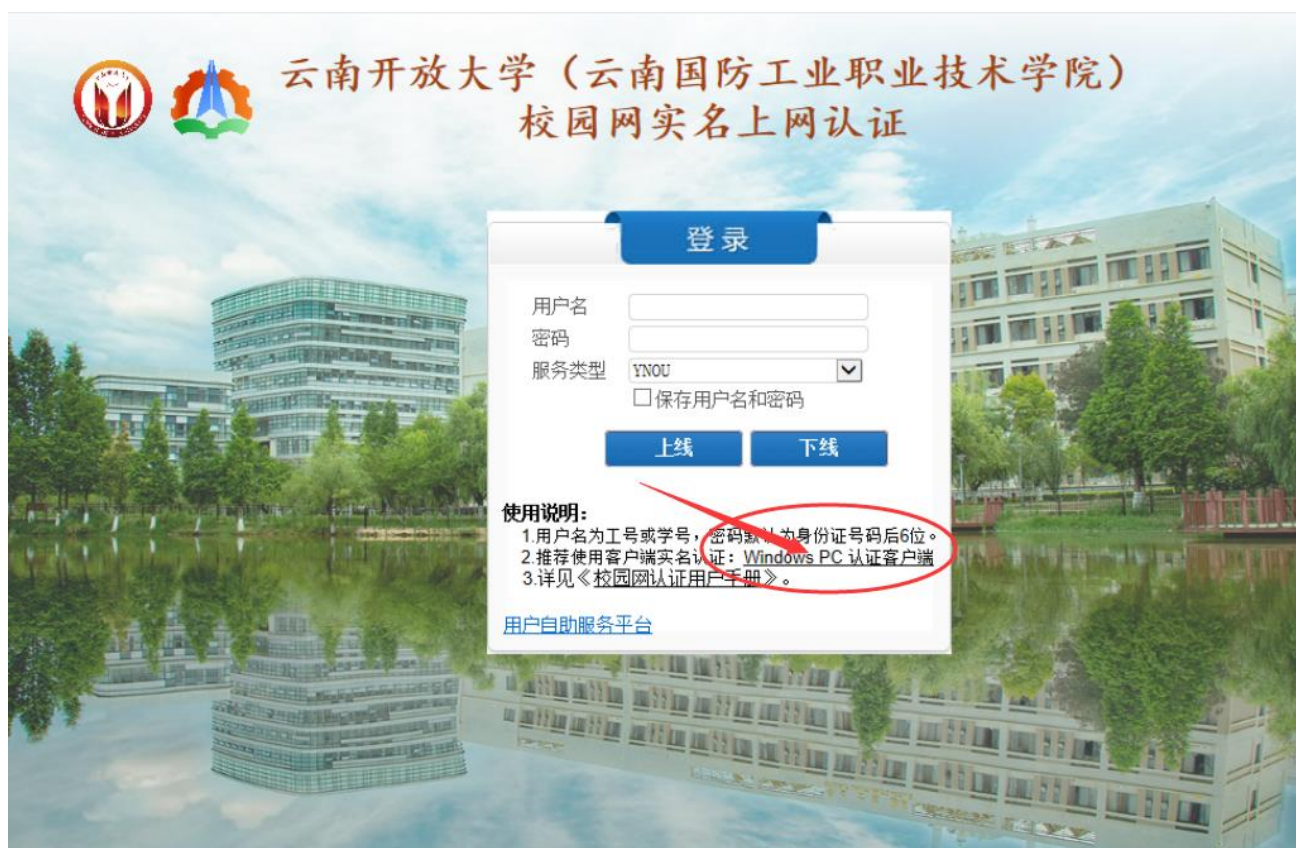 云南开放大学（云南国防工业职业技术学院）
校园网实名上网认证
登录
用户名
密码
服务类型 YNOU
保存用户名和密码
上线 下线
使用说明：
1.用户名为工号或学号，密码默认为身份证号码后6位。
2.推荐使用客户端实名认证：Windows PC 认证客户端
3.详见《校园网认证用户手册》。
用户自助服务平台